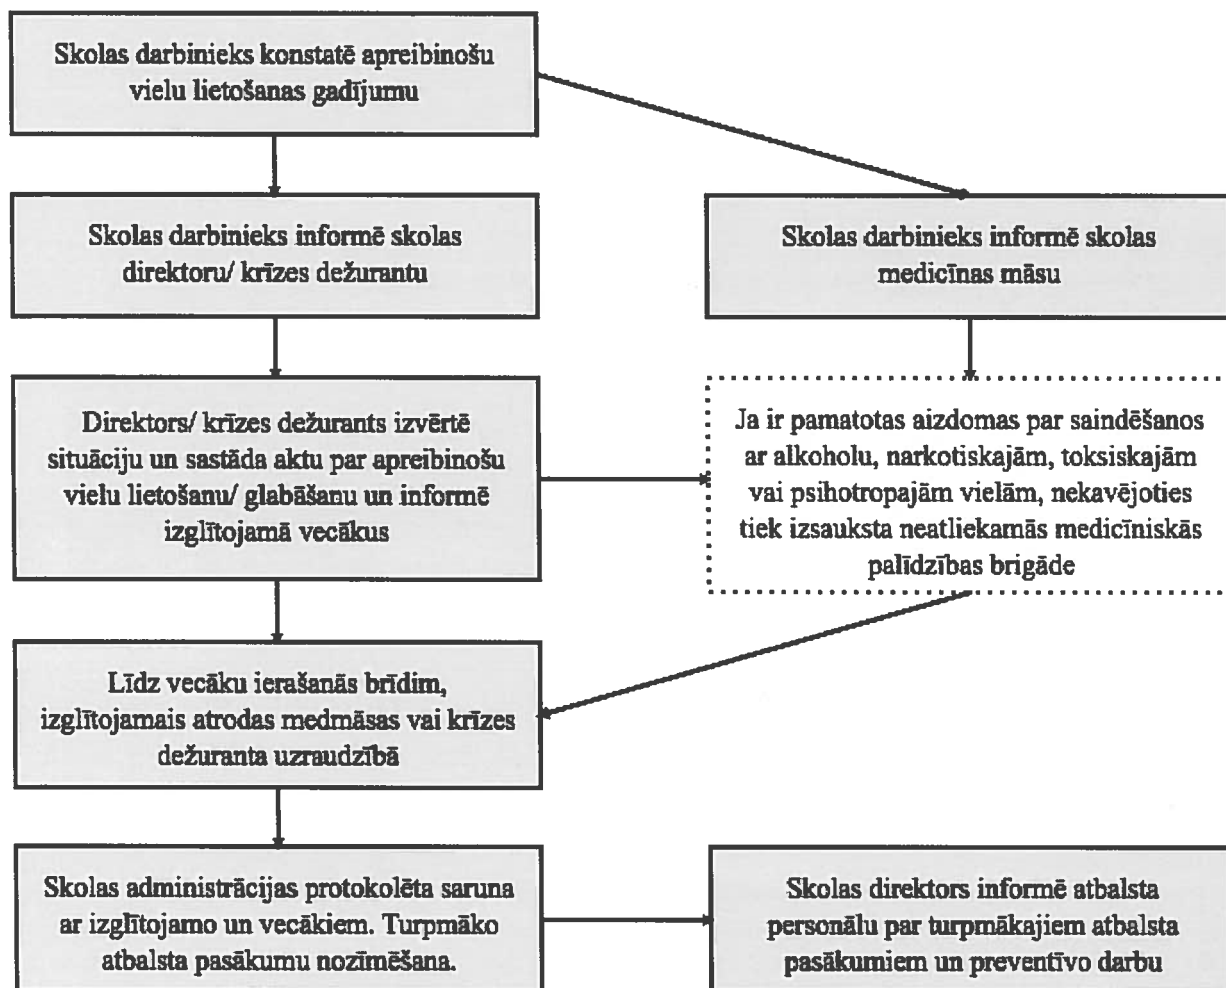 Skolas darbinieks konstatē apreibinošu
vielu lietošanas gadījumu
Skolas darbinieks informē skolas
direktoru/ krīzes dežurantu
Skolas darbinieks informē skolas
medicīnas māsu
Direktors/ krīzes dežurants izvērtē
situāciju un sastāda aktu par apreibinošu
vielu lietošanu/ glabāšanu un informē
izglītojamā vecākus
Ja ir pamatotas aizdomas par saindēšanos
ar alkoholu, narkotiskajām, toksiskajām
vai psihotropajām vielām, nekavējoties
tiek izsauksta neatliekamās medicīniskās
palīdzības brigāde
Līdz vecāku ierašanās brīdim,
izglītojamais atrodas medmāsas vai krīzes
dežuranta uzraudzībā
Skolas administrācijas protokolēta saruna
ar izglītojamo un vecākiem. Turpmāko
atbalsta pasākumu nozīmēšana.
Skolas direktors informē atbalsta
personālu par turpmākajiem atbalsta
pasākumiem un preventīvo darbu